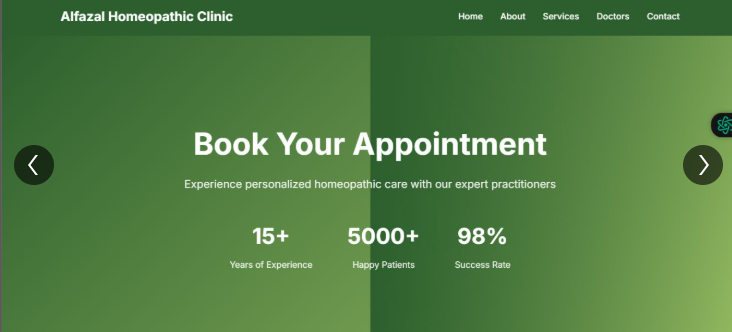 Alfazal Homeopathic Clinic
Home About Services Doctors Contact
Book Your Appointment
Experience personalized homeopathic care with our expert practitioners
15+ 5000+ 98%
Years of Experience Happy Patients Success Rate